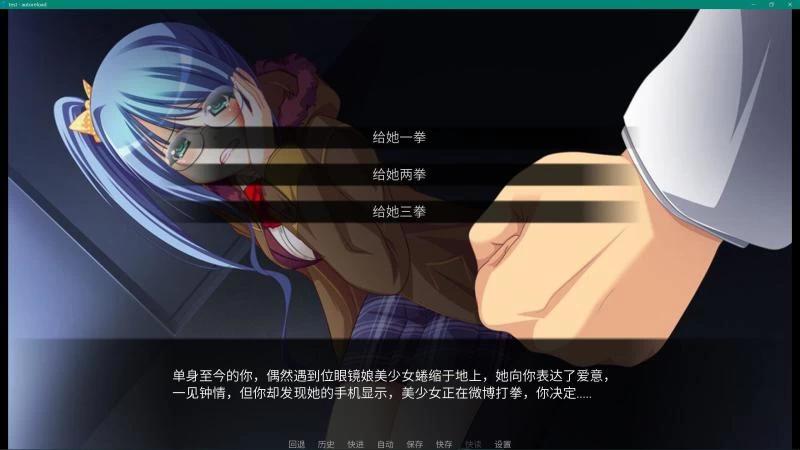 test - autoreload
给她一拳
给她两拳
给她三拳
单身至今的你，偶然遇到位眼镜娘美少女蜷缩于地上，她向你表达了爱意，
一见钟情，但你却发现她的手机显示，美少女正在微博打拳，你决定.....
回退 历史 快进 自动 保存 快存 快读 设置